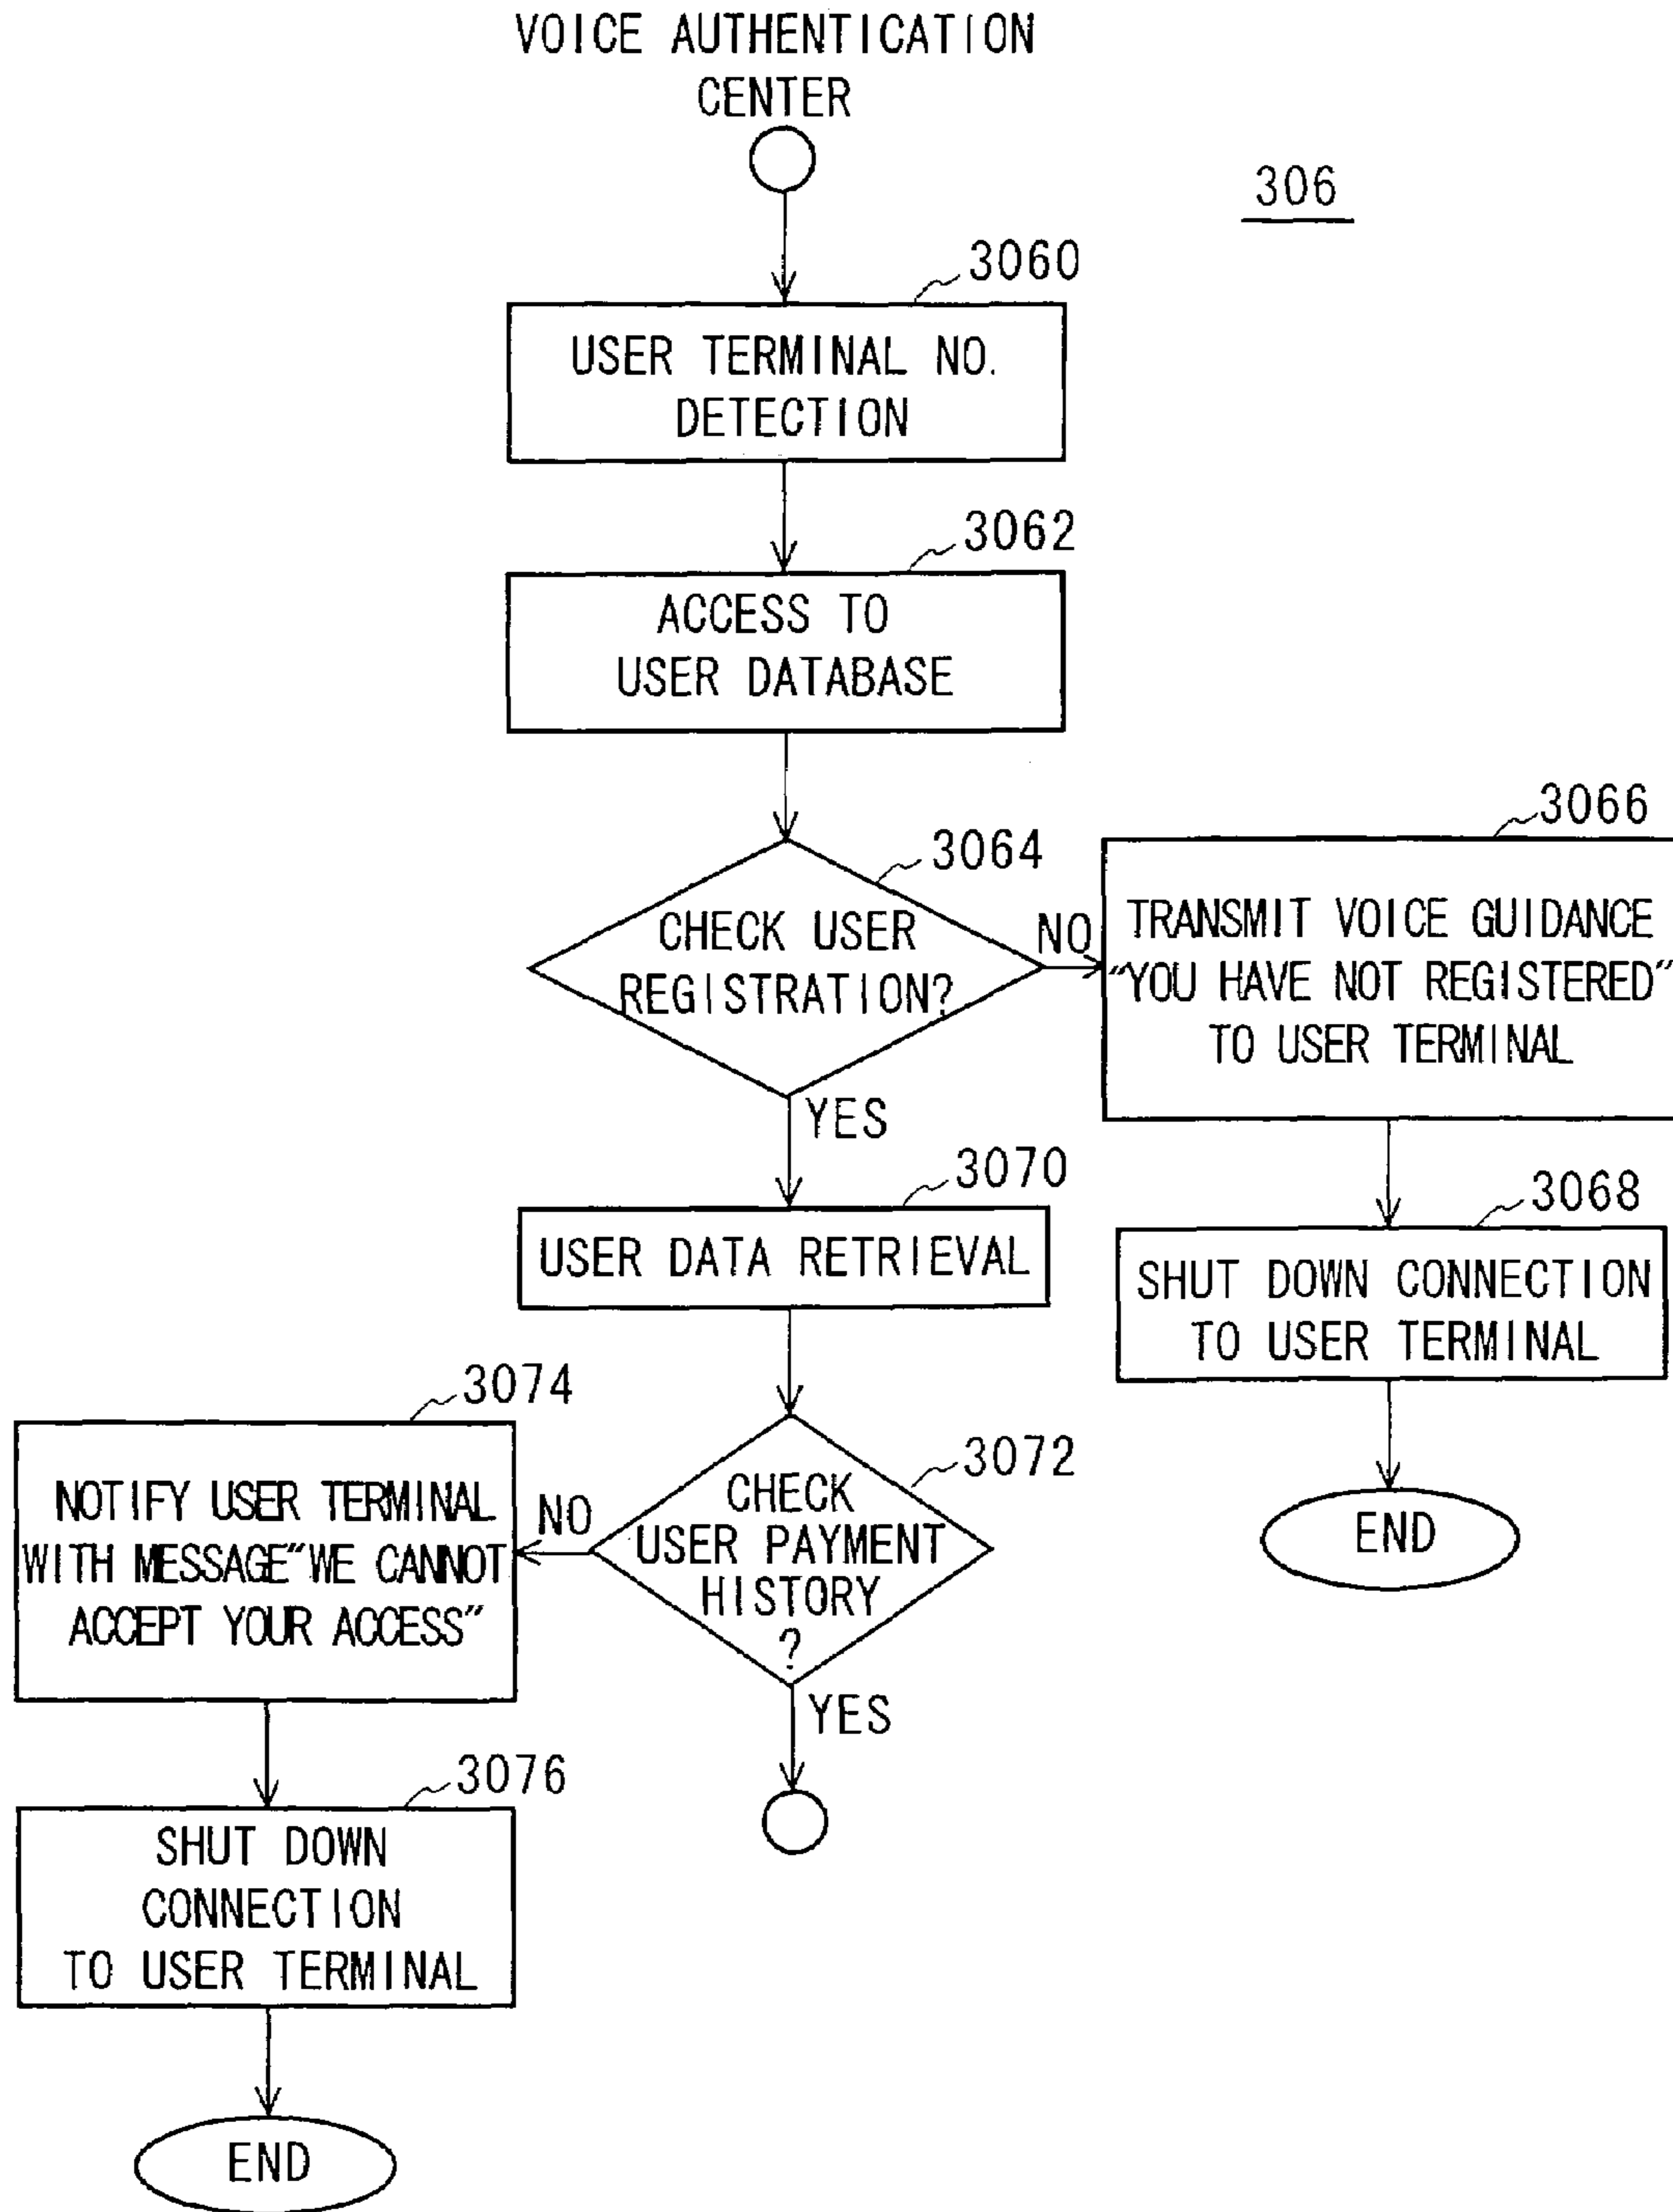 VOICE AUTHENTICATION
CENTER
306
3060
USER TERMINAL NO.
DETECTION
3062
ACCESS TO
USER DATABASE
3064
CHECK USER
REGISTRATION?
NO
YES
3066
TRANSMIT VOICE GUIDANCE
"YOU HAVE NOT REGISTERED"
TO USER TERMINAL
3068
SHUT DOWN CONNECTION
TO USER TERMINAL
END
3070
USER DATA RETRIEVAL
3072
CHECK
USER PAYMENT
HISTORY
?
NO
YES
3074
NOTIFY USER TERMINAL
WITH MESSAGE"WE CANNOT
ACCEPT YOUR ACCESS"
3076
SHUT DOWN
CONNECTION
TO USER TERMINAL
END